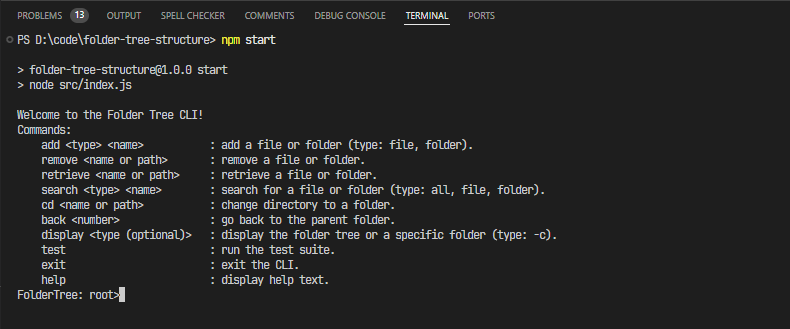 PROBLEMS 13 OUTPUT SPELL CHECKER COMMENTS DEBUG CONSOLE TERMINAL PORTS
PS D:\code\folder-tree-structure> npm start
> folder-tree-structure@1.0.0 start
> node src/index.js
Welcome to the Folder Tree CLI!
Commands:
add <type> <name> : add a file or folder (type: file, folder).
remove <name or path> : remove a file or folder.
retrieve <name or path> : retrieve a file or folder.
search <type> <name> : search for a file or folder (type: all, file, folder).
cd <name or path> : change directory to a folder.
back <number> : go back to the parent folder.
display <type (optional)> : display the folder tree or a specific folder (type: -c).
test : run the test suite.
exit : exit the CLI.
help : display help text.
FolderTree: root>